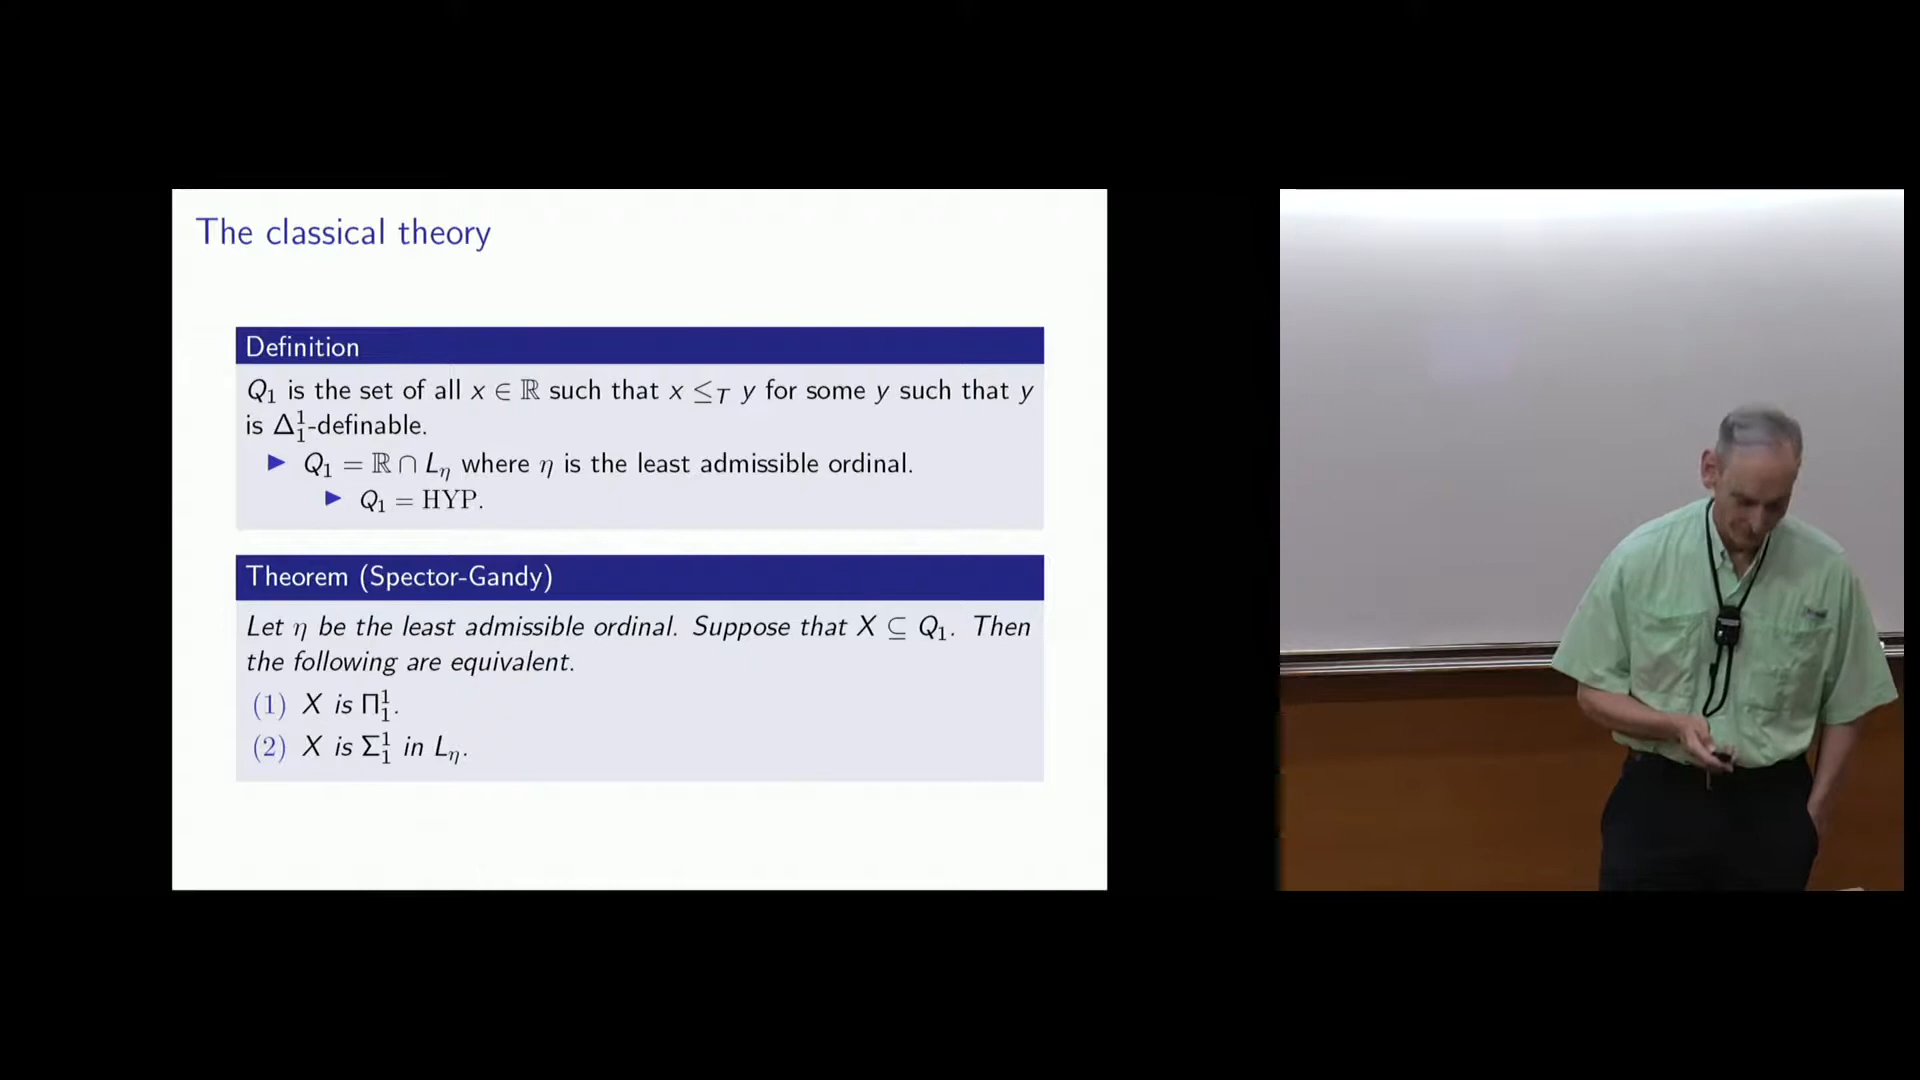 The classical theory
Definition
Q₁ is the set of all x ∈ ℝ such that x ≤_T y for some y such that y
is Δ¹₁-definable.
▶ Q₁ = ℝ ∩ L_η where η is the least admissible ordinal.
▶ Q₁ = HYP.
Theorem (Spector-Gandy)
Let η be the least admissible ordinal. Suppose that X ⊆ Q₁. Then
the following are equivalent.
(1) X is Π¹₁.
(2) X is Σ¹₁ in L_η.